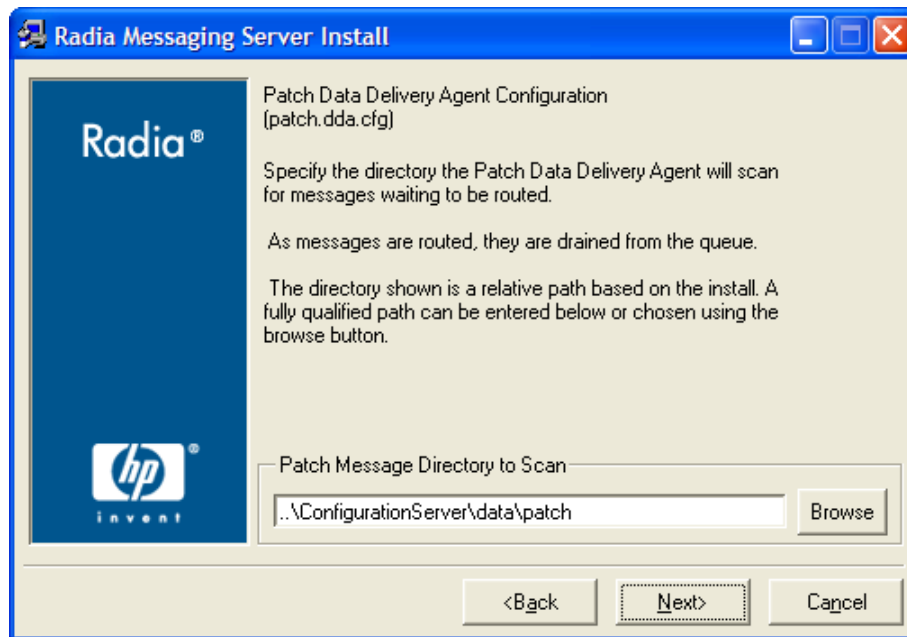 Radia Messaging Server Install
Radia®
Patch Data Delivery Agent Configuration
(patch.dda.cfg)
Specify the directory the Patch Data Delivery Agent will scan
for messages waiting to be routed.
As messages are routed, they are drained from the queue.
The directory shown is a relative path based on the install. A
fully qualified path can be entered below or chosen using the
browse button.
hp®
invent
Patch Message Directory to Scan
..\ConfigurationServer\data\patch
Browse
<Back
Next>
Cancel